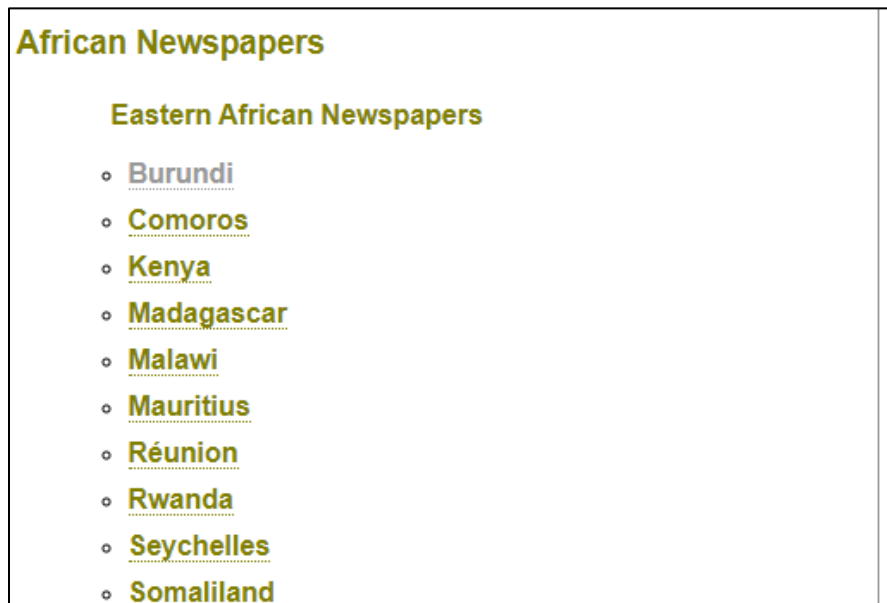 African Newspapers
Eastern African Newspapers
Burundi
Comoros
Kenya
Madagascar
Malawi
Mauritius
Réunion
Rwanda
Seychelles
Somaliland